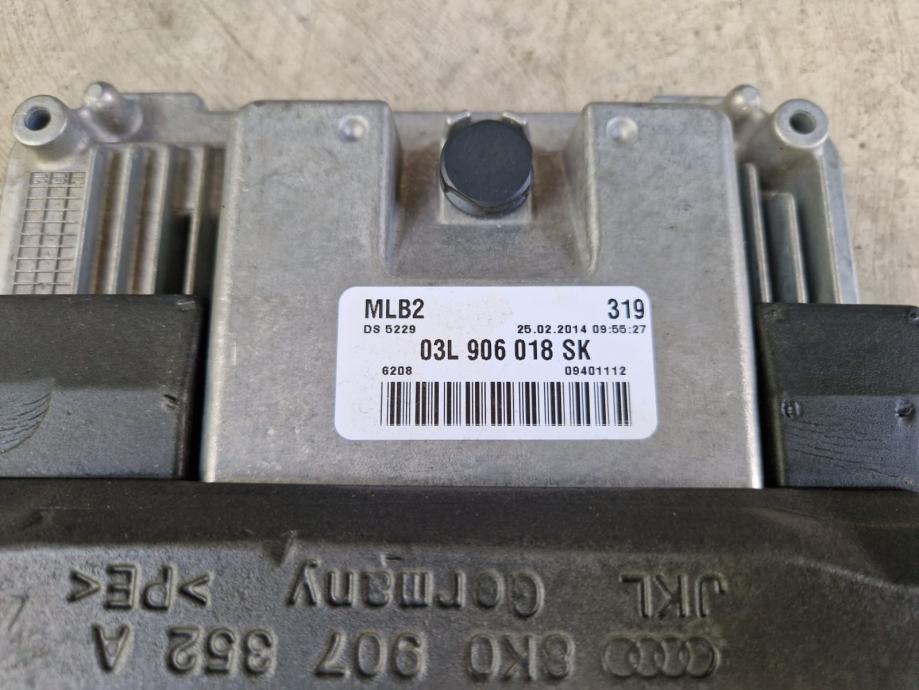 MLB2 319
DS 5229 25.02.2014 09:55:27
03L 906 018 SK
6208 09401112
8K0 907 352 A
JKL Germany >PE<